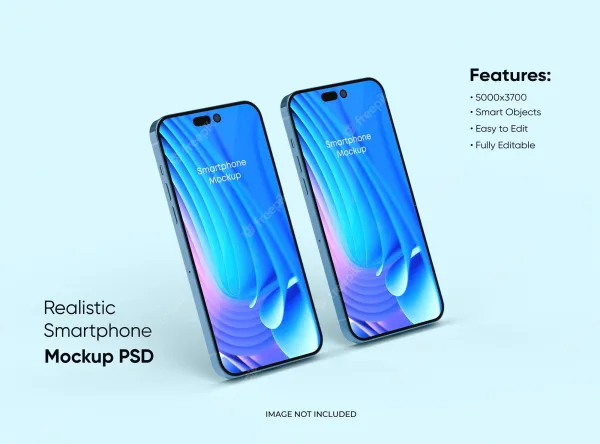 Features:
• 5000x3700
• Smart Objects
• Easy to Edit
• Fully Editable
Smartphone
Mockup
Smartphone
Mockup
Realistic
Smartphone
Mockup PSD
IMAGE NOT INCLUDED